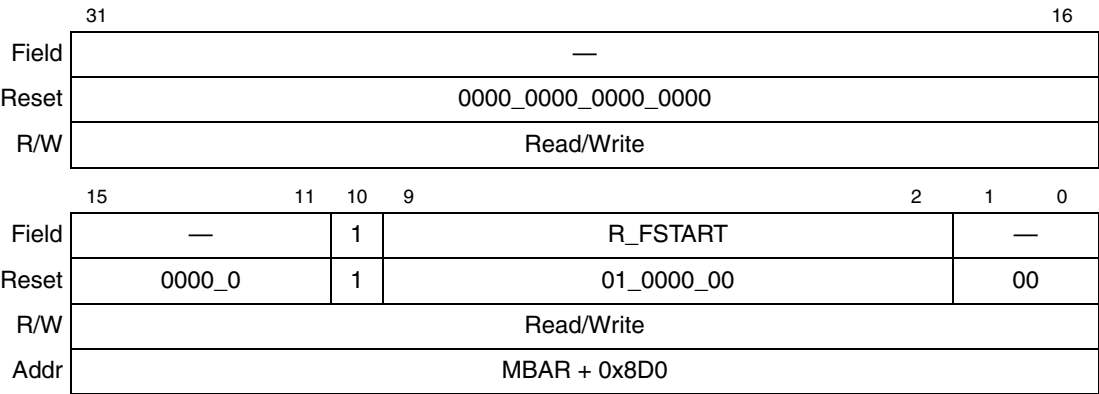 31 16
Field —
Reset 0000_0000_0000_0000
R/W Read/Write
15 11 10 9 2 1 0
Field — 1 R_FSTART —
Reset 0000_0 1 01_0000_00 00
R/W Read/Write
Addr MBAR + 0x8D0